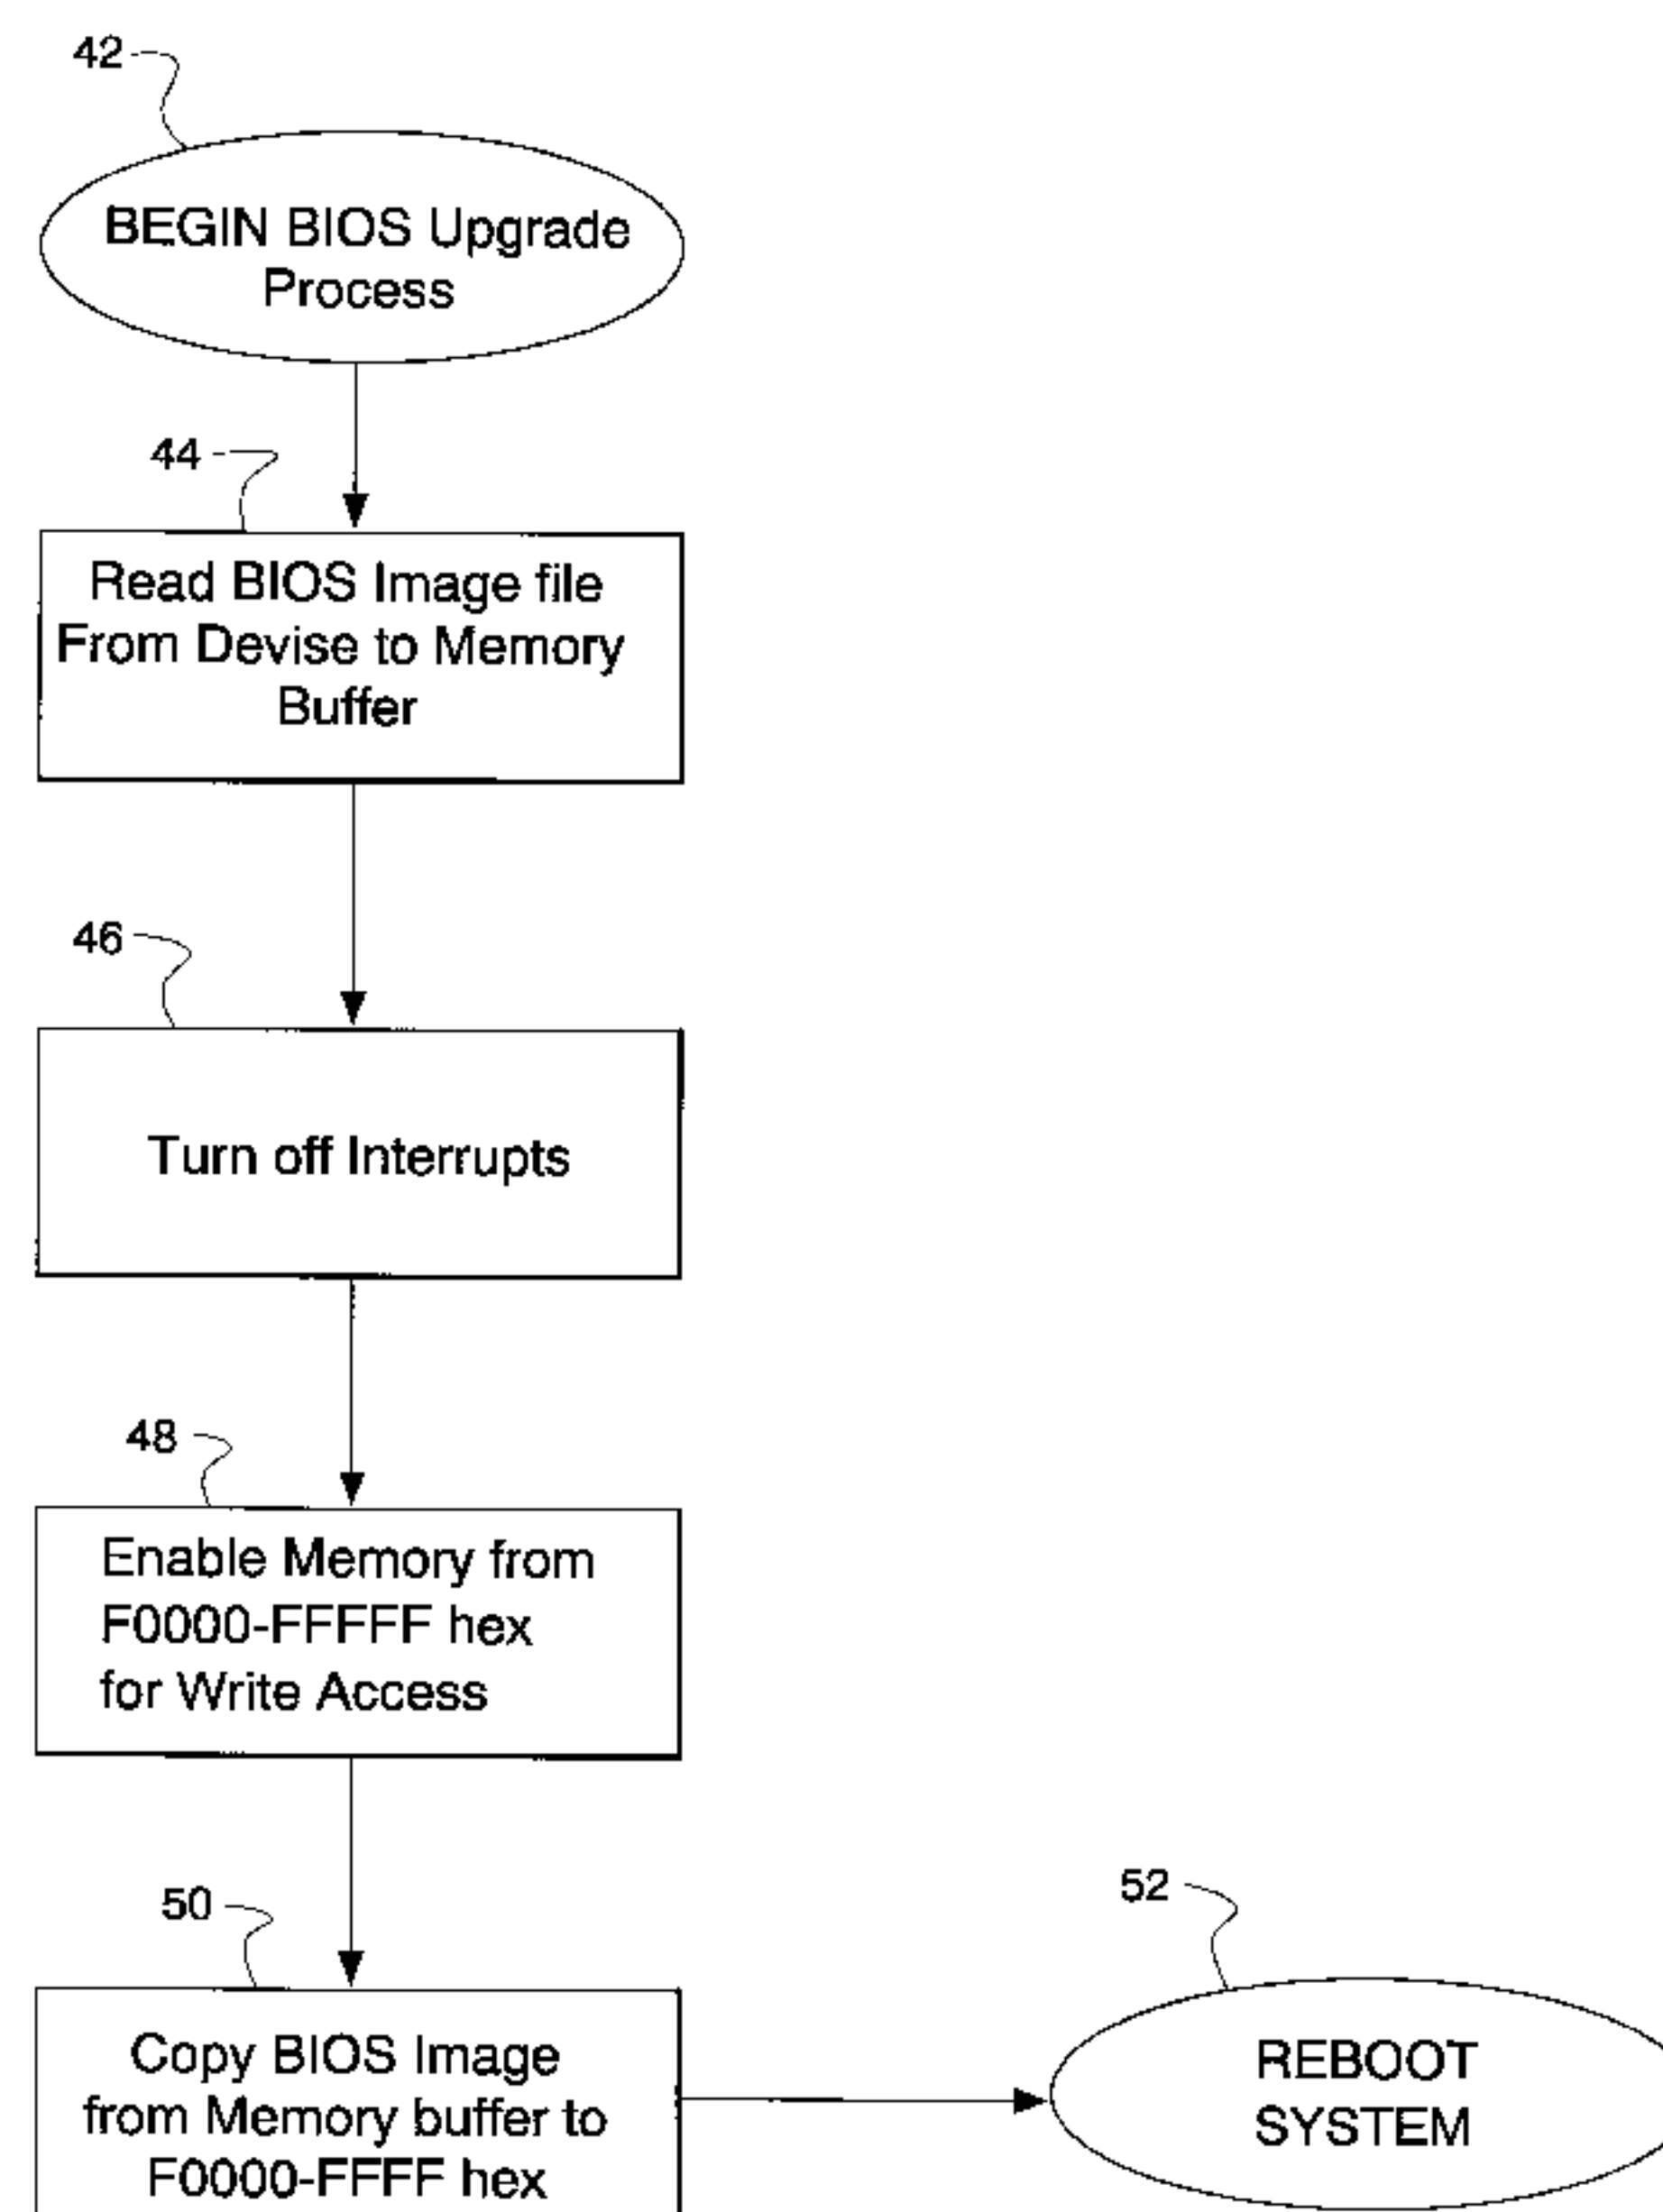 42
BEGIN BIOS Upgrade
Process
44
Read BIOS Image file
From Devise to Memory
Buffer
46
Turn off Interrupts
48
Enable Memory from
F0000-FFFFF hex
for Write Access
50
Copy BIOS Image
from Memory buffer to
F0000-FFFF hex
52
REBOOT
SYSTEM